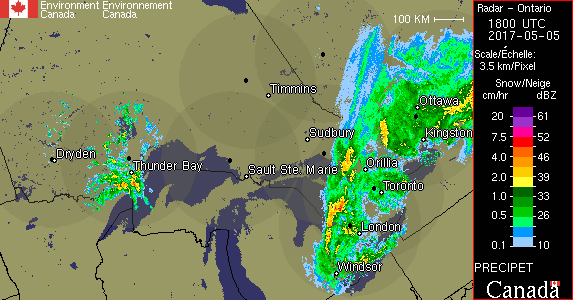 Environment Environnement
Canada Canada
100 KM
Timmins
Ottawa
Sudbury
Kingston
Dryden
Thunder Bay
Sault Ste. Marie
Orillia
Toronto
London
Windsor
Radar - Ontario
1800 UTC
2017-05-05
Scale/Échelle:
3.5 km/Pixel
Snow/Neige
cm/hr dBZ
20 61
7.5 57
5.5 52
4.0 46
2.0 39
1.0 33
0.5 26
0.1 10
PRECIPET
Canada